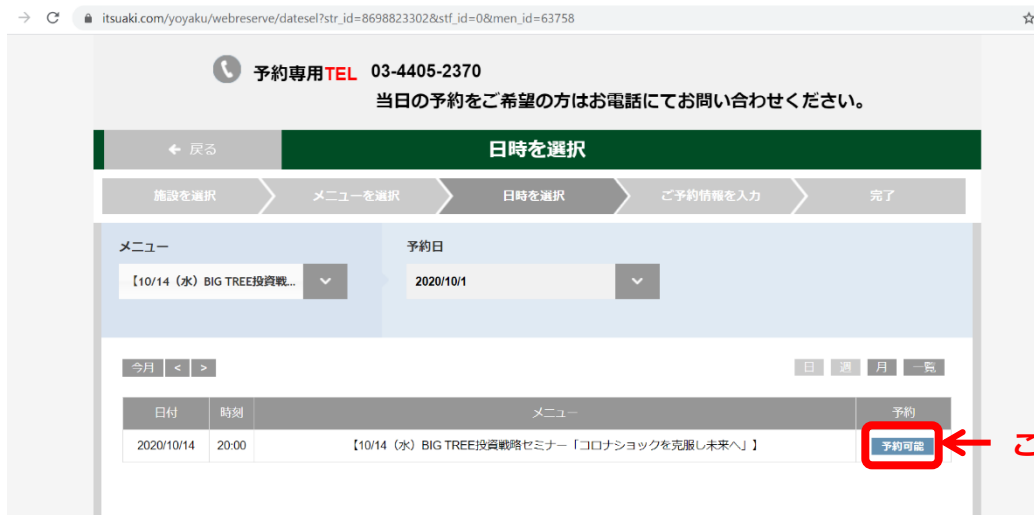 itsuaki.com/yoyaku/webreserve/datesel?str_id=8698823302&stf_id=0&men_id=63758
予約専用TEL 03-4405-2370
当日の予約をご希望の方はお電話にてお問い合わせください。
戻る 日時を選択
施設を選択 メニューを選択 日時を選択 ご予約情報を入力 完了
メニュー 予約日
【10/14（水）BIG TREE投資戦... 2020/10/1
今月 < > 日 週 月 一覧
日付 時刻 メニュー 予約
2020/10/14 20:00 【10/14（水）BIG TREE投資戦略セミナー「コロナショックを克服し未来へ」】 予約可能
こ